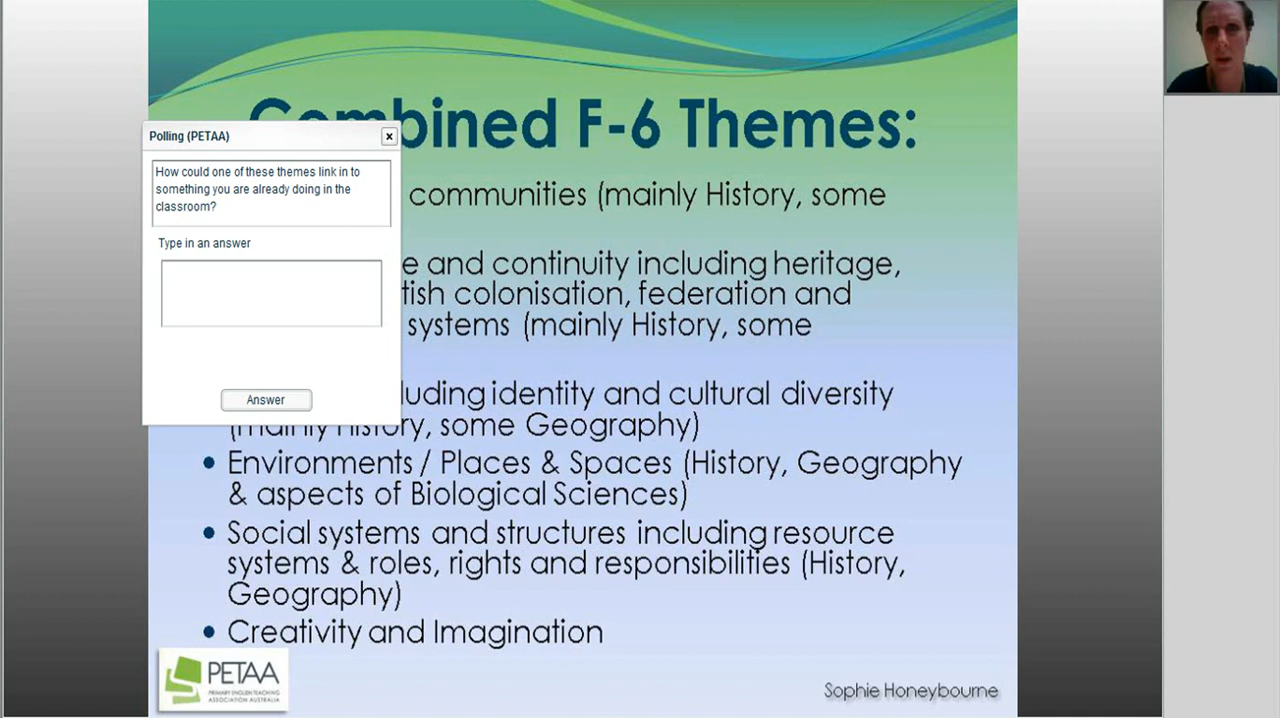 Combined F-6 Themes:
Polling (PETAA)
x
How could one of these themes link in to
something you are already doing in the
classroom?
Type in an answer
Answer
communities (mainly History, some
e and continuity including heritage,
tish colonisation, federation and
systems (mainly History, some
luding identity and cultural diversity
(mainly History, some Geography)
• Environments / Places & Spaces (History, Geography
& aspects of Biological Sciences)
• Social systems and structures including resource
systems & roles, rights and responsibilities (History,
Geography)
• Creativity and Imagination
PETAA
PRIMARY ENGLISH TEACHING
ASSOCIATION AUSTRALIA
Sophie Honeybourne